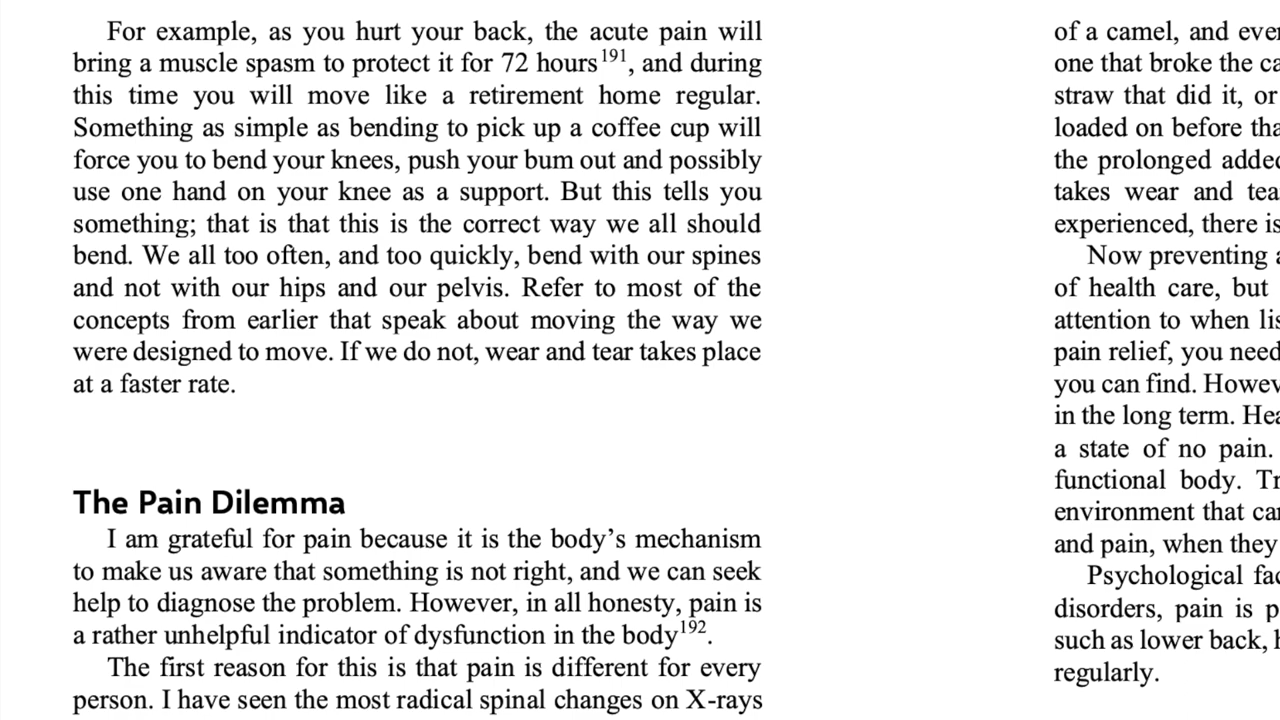 For example, as you hurt your back, the acute pain will
bring a muscle spasm to protect it for 72 hours191, and during
this time you will move like a retirement home regular.
Something as simple as bending to pick up a coffee cup will
force you to bend your knees, push your bum out and possibly
use one hand on your knee as a support. But this tells you
something; that is that this is the correct way we all should
bend. We all too often, and too quickly, bend with our spines
and not with our hips and our pelvis. Refer to most of the
concepts from earlier that speak about moving the way we
were designed to move. If we do not, wear and tear takes place
at a faster rate.
The Pain Dilemma
I am grateful for pain because it is the body’s mechanism
to make us aware that something is not right, and we can seek
help to diagnose the problem. However, in all honesty, pain is
a rather unhelpful indicator of dysfunction in the body192.
The first reason for this is that pain is different for every
person. I have seen the most radical spinal changes on X-rays
of a camel, and
one that broke the
straw that did it, or
loaded on before
the prolonged
takes wear and
experienced, there
Now preventing
of health care, but
attention to when
pain relief, you need
you can find.
in the long term.
a state of no pain.
functional body.
environment that
and pain, when they
Psychological
disorders, pain is
such as lower back,
regularly.